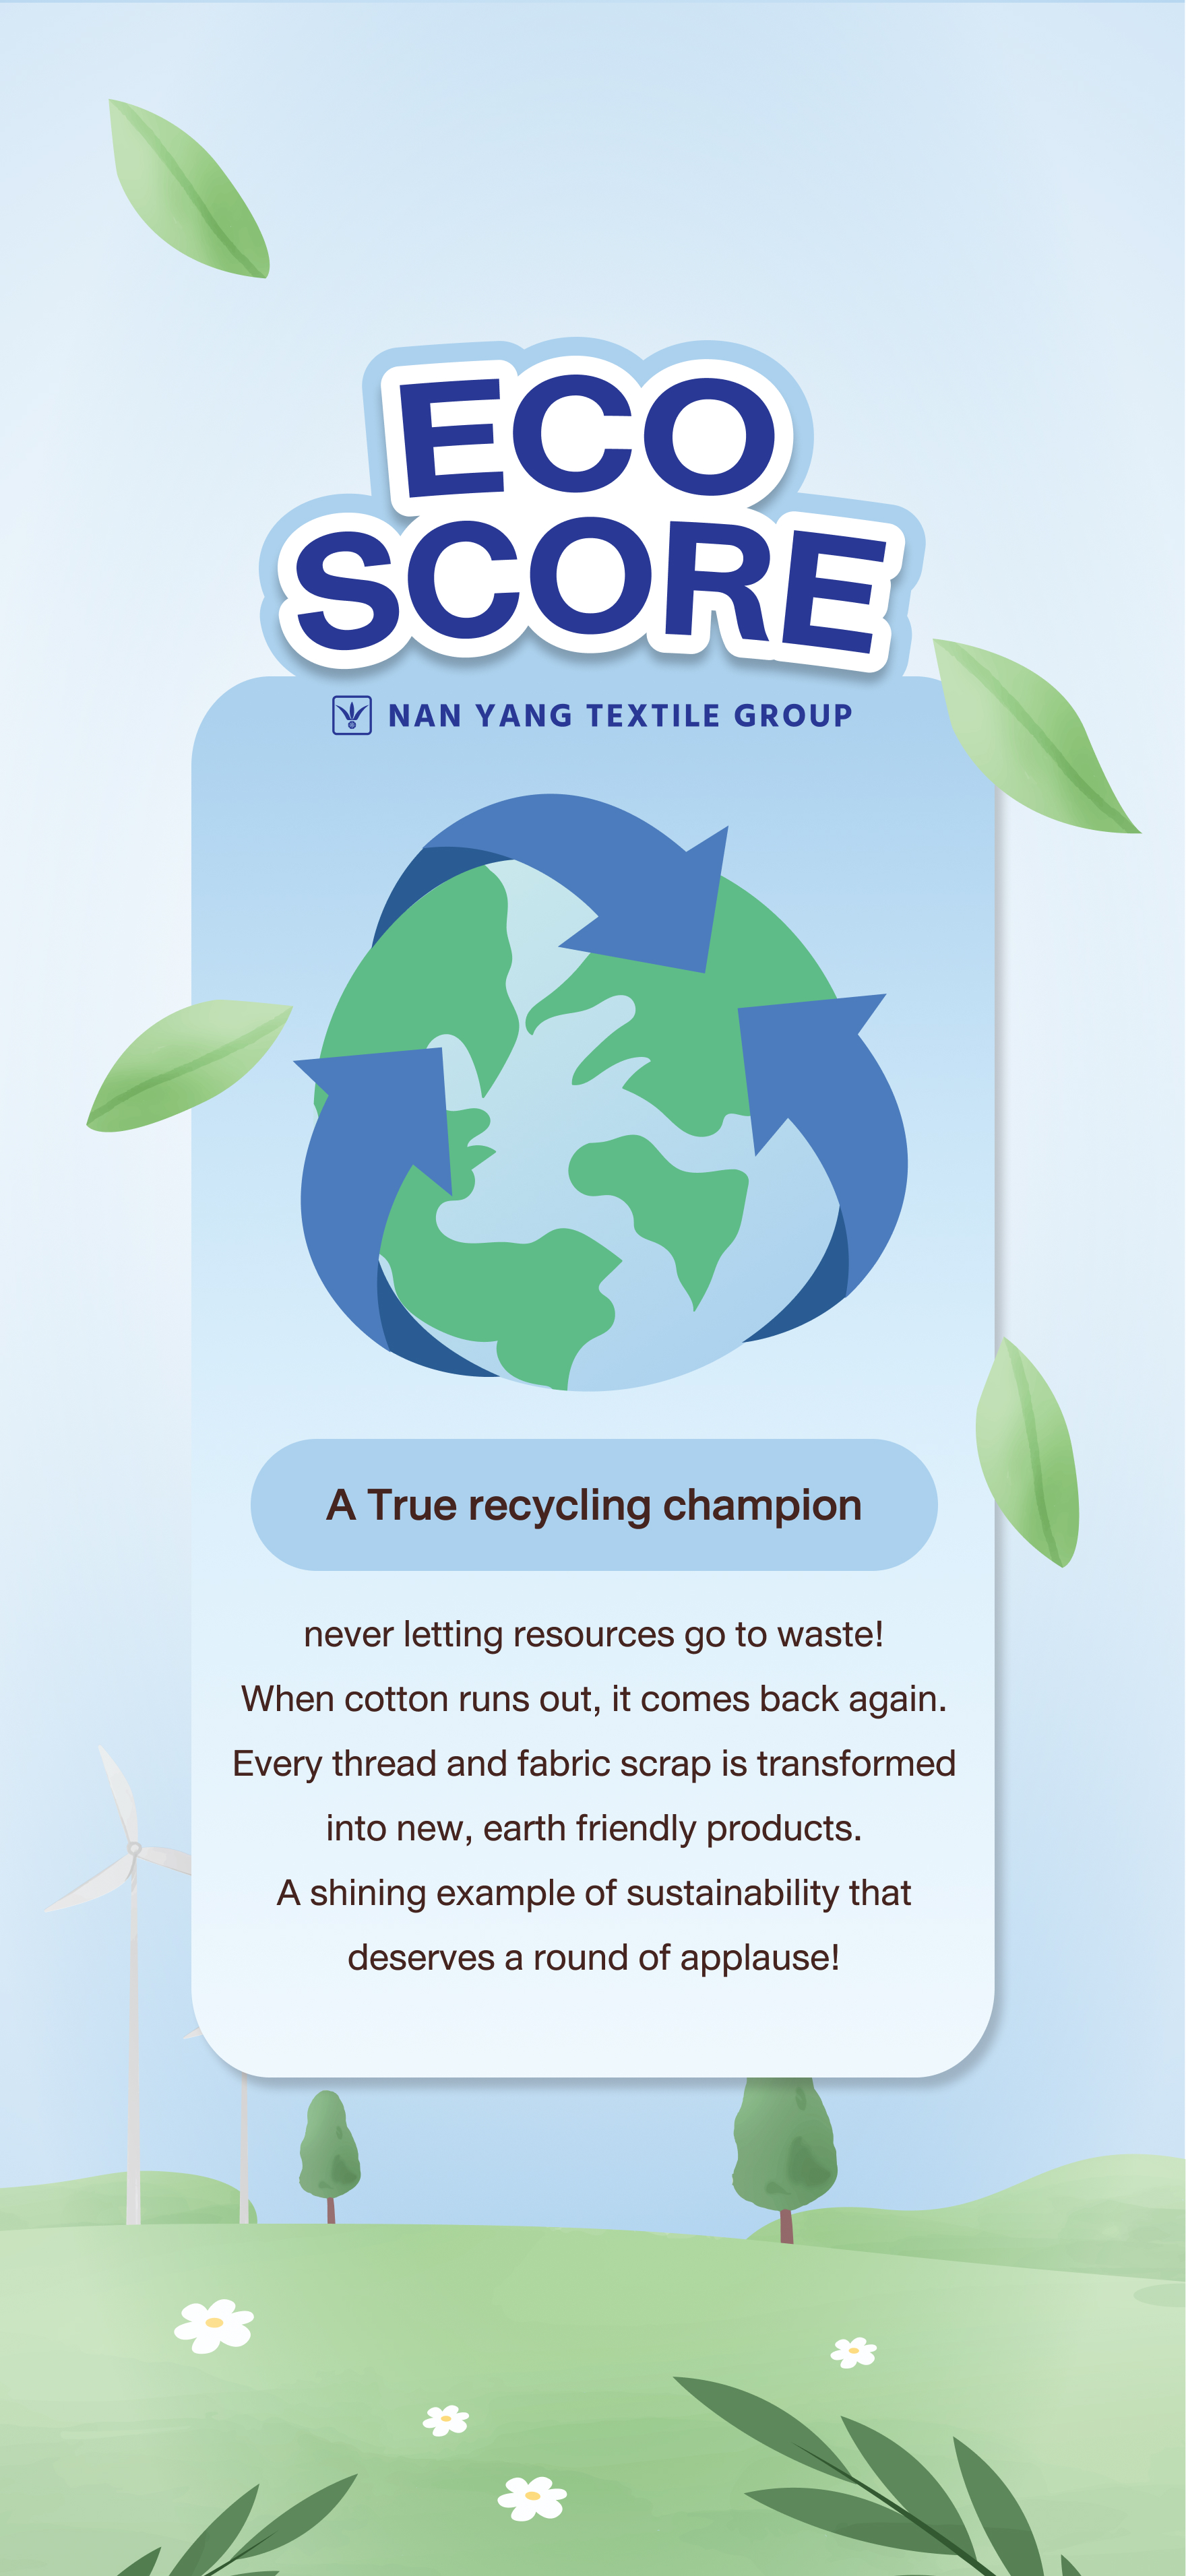 ECO
SCORE
NAN YANG TEXTILE GROUP
A True recycling champion
never letting resources go to waste!
When cotton runs out, it comes back again.
Every thread and fabric scrap is transformed
into new, earth friendly products.
A shining example of sustainability that
deserves a round of applause!